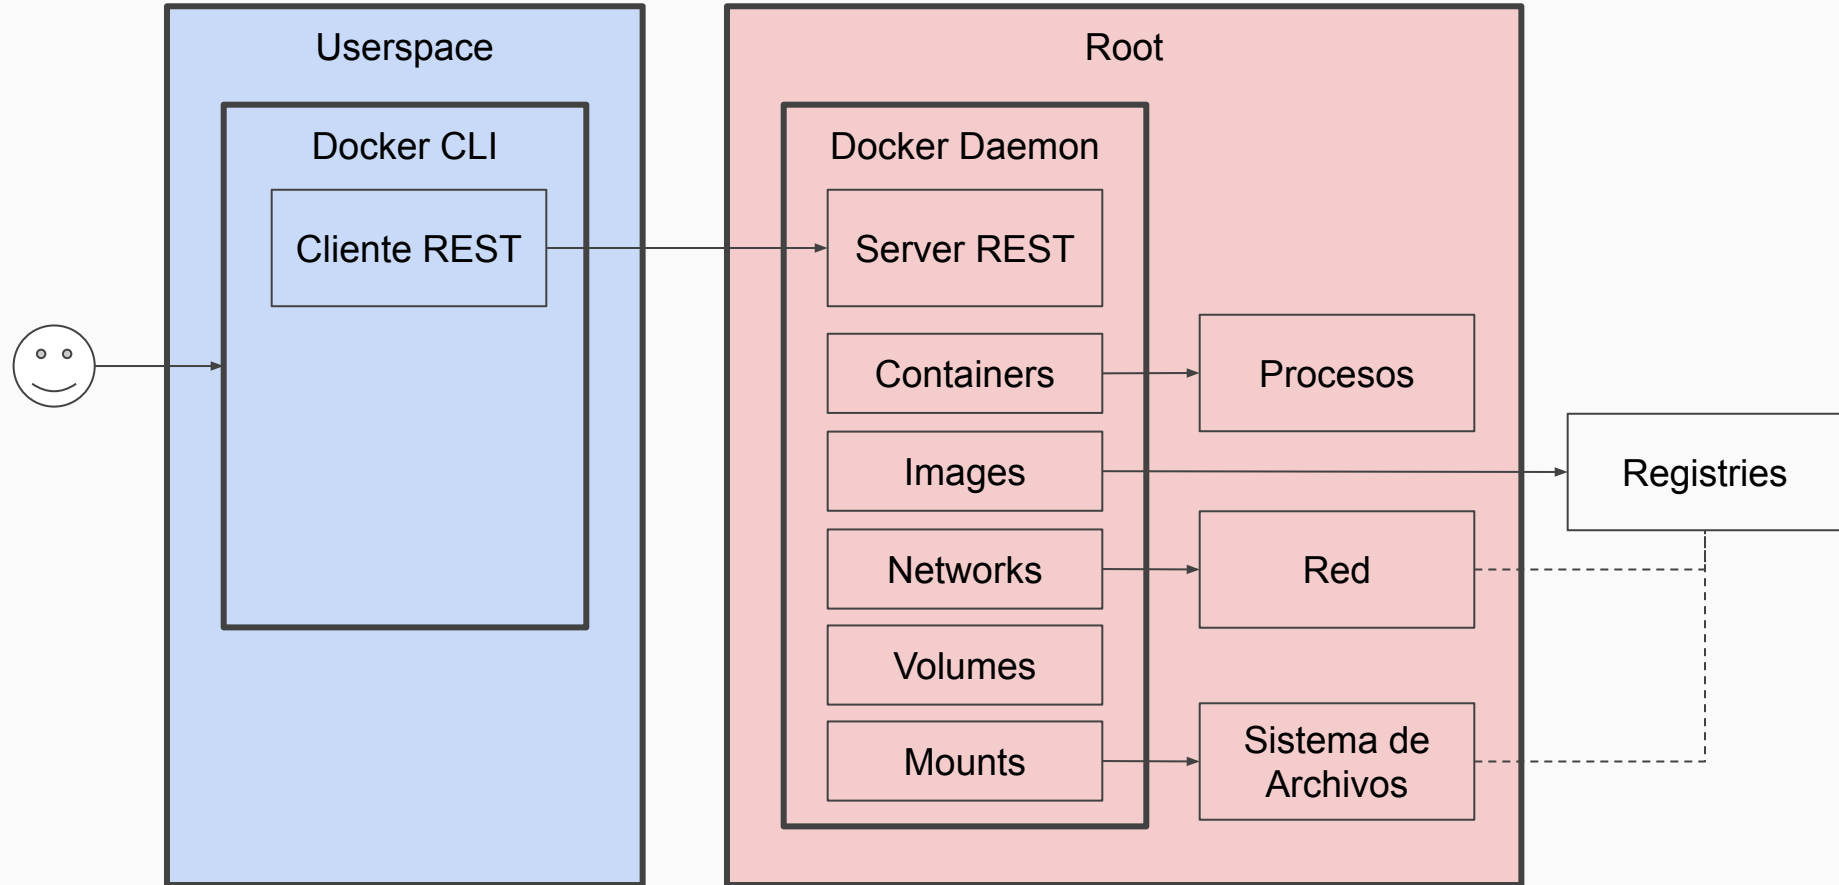 Userspace
Root
Docker CLI
Docker Daemon
Cliente REST
Server REST
Containers
Procesos
Images
Registries
Networks
Red
Volumes
Mounts
Sistema de
Archivos